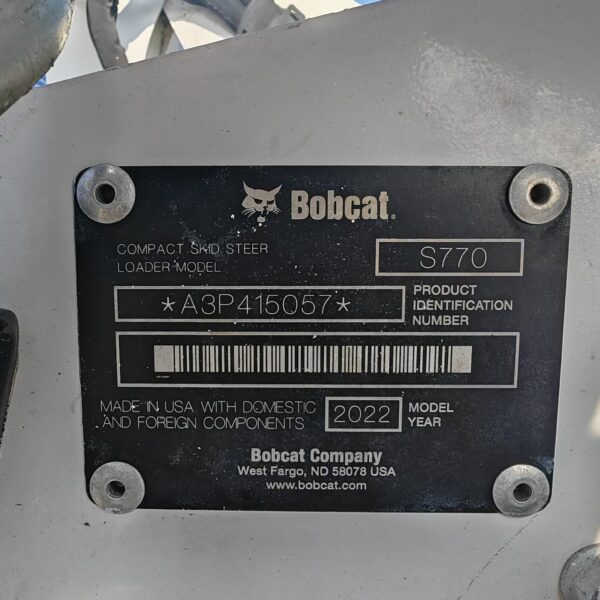 Bobcat.
COMPACT SKID STEER
LOADER MODEL
S770
*A3P415057*
PRODUCT
IDENTIFICATION
NUMBER
MADE IN USA WITH DOMESTIC
AND FOREIGN COMPONENTS
2022
MODEL
YEAR
Bobcat Company
West Fargo, ND 58078 USA
www.bobcat.com